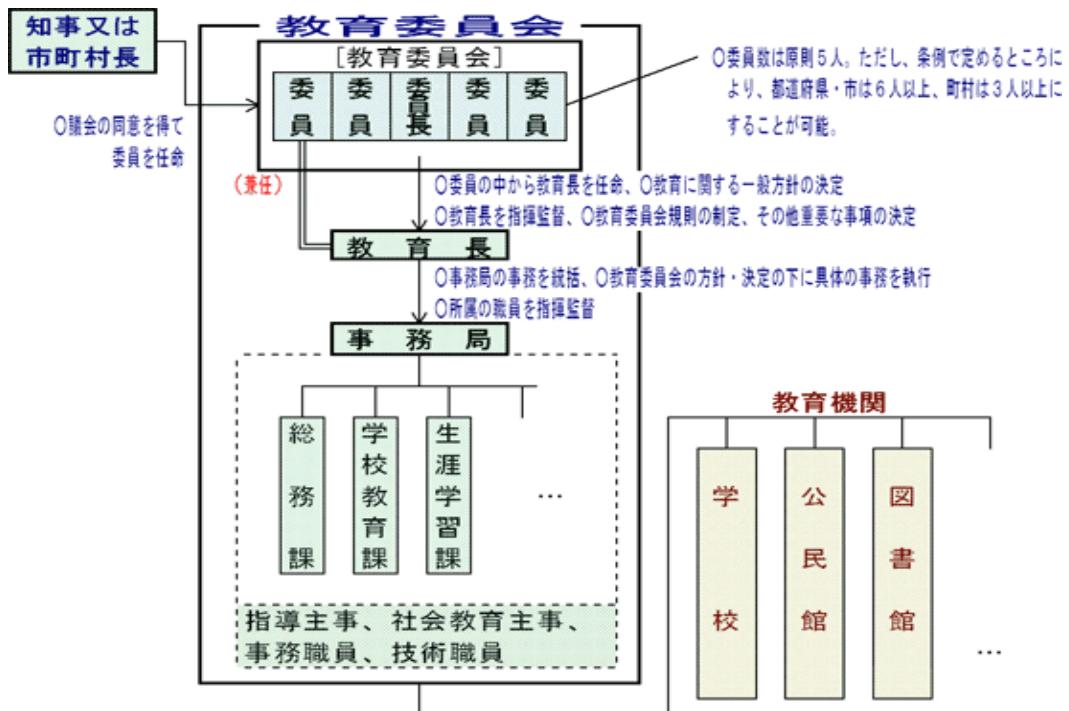 知事又は
市町村長
○議会の同意を得て
委員を任命
教育委員会
[教育委員会]
委員
委員
委員長
委員
委員
○委員数は原則５人。ただし、条例で定めるところに
より、都道府県・市は６人以上、町村は３人以上に
することが可能。
(兼任)
○委員の中から教育長を任命、○教育に関する一般方針の決定
○教育長を指揮監督、○教育委員会規則の制定、その他重要な事項の決定
教育長
○事務局の事務を統括、○教育委員会の方針・決定の下に具体の事務を執行
○所属の職員を指揮監督
事務局
総務課
学校教育課
生涯学習課
…
指導主事、社会教育主事、
事務職員、技術職員
教育機関
学校
公民館
図書館
…